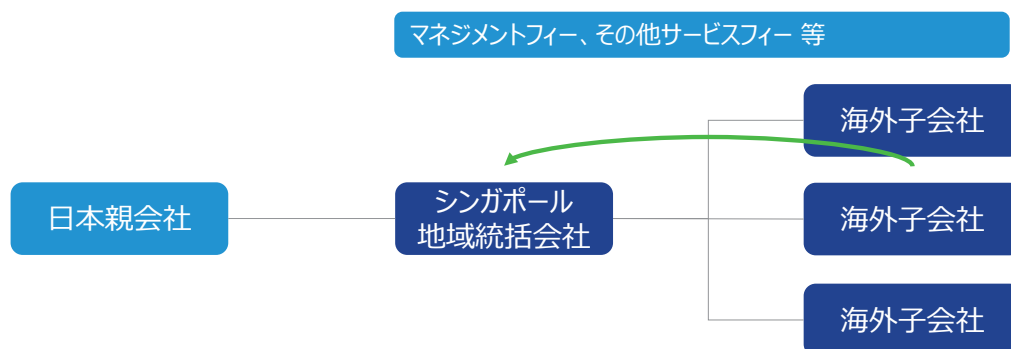 マネジメントフィー、その他サービスフィー 等
海外子会社
日本親会社
シンガポール
地域統括会社
海外子会社
海外子会社